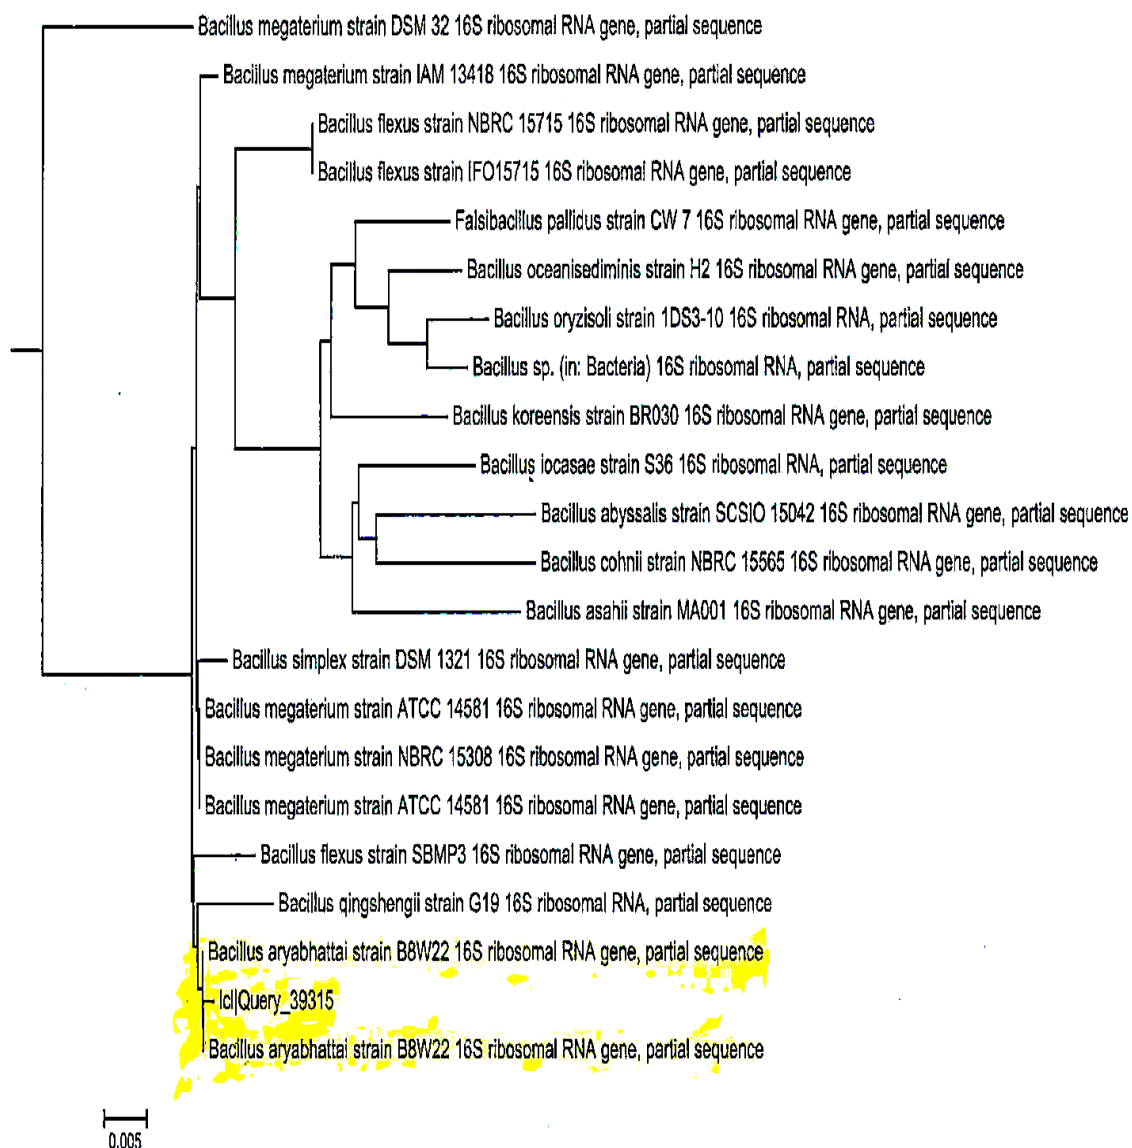 Bacillus megaterium strain DSM 32 16S ribosomal RNA gene, partial sequence
Bacillus megaterium strain IAM 13418 16S ribosomal RNA gene, partial sequence
Bacillus flexus strain NBRC 15715 16S ribosomal RNA gene, partial sequence
Bacillus flexus strain IFO15715 16S ribosomal RNA gene, partial sequence
Falsibacillus pallidus strain CW 7 16S ribosomal RNA gene, partial sequence
Bacillus oceanisediminis strain H2 16S ribosomal RNA gene, partial sequence
Bacillus oryzisoli strain 1DS3-10 16S ribosomal RNA, partial sequence
Bacillus sp. (in: Bacteria) 16S ribosomal RNA, partial sequence
Bacillus koreensis strain BR030 16S ribosomal RNA gene, partial sequence
Bacillus iocasae strain S36 16S ribosomal RNA, partial sequence
Bacillus abyssalis strain SCSIO 15042 16S ribosomal RNA gene, partial sequence
Bacillus cohnii strain NBRC 15565 16S ribosomal RNA gene, partial sequence
Bacillus asahii strain MA001 16S ribosomal RNA gene, partial sequence
Bacillus simplex strain DSM 1321 16S ribosomal RNA gene, partial sequence
Bacillus megaterium strain ATCC 14581 16S ribosomal RNA gene, partial sequence
Bacillus megaterium strain NBRC 15308 16S ribosomal RNA gene, partial sequence
Bacillus megaterium strain ATCC 14581 16S ribosomal RNA gene, partial sequence
Bacillus flexus strain SBMP3 16S ribosomal RNA gene, partial sequence
Bacillus qingshengii strain G19 16S ribosomal RNA, partial sequence
Bacillus aryabhattai strain B8W22 16S ribosomal RNA gene, partial sequence
lcl|Query_39315
Bacillus aryabhattai strain B8W22 16S ribosomal RNA gene, partial sequence
0.005